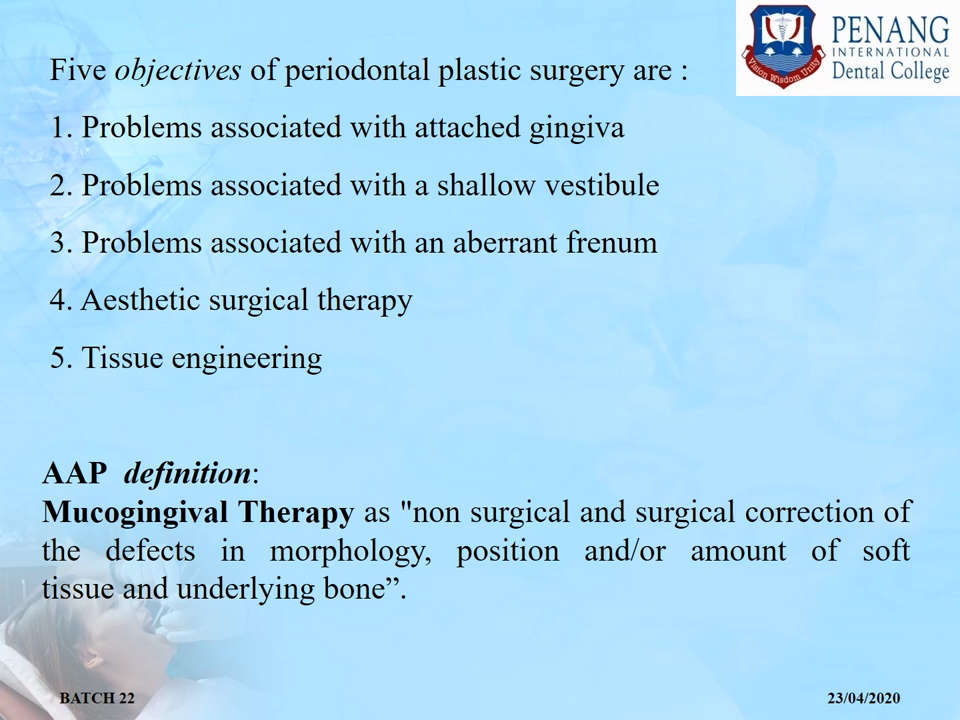 PENANG
INTERNATIONAL
Dental College
Vision Wisdom Unity
Five objectives of periodontal plastic surgery are :
1. Problems associated with attached gingiva
2. Problems associated with a shallow vestibule
3. Problems associated with an aberrant frenum
4. Aesthetic surgical therapy
5. Tissue engineering
AAP definition:
Mucogingival Therapy as "non surgical and surgical correction of
the defects in morphology, position and/or amount of soft
tissue and underlying bone”.
BATCH 22
23/04/2020